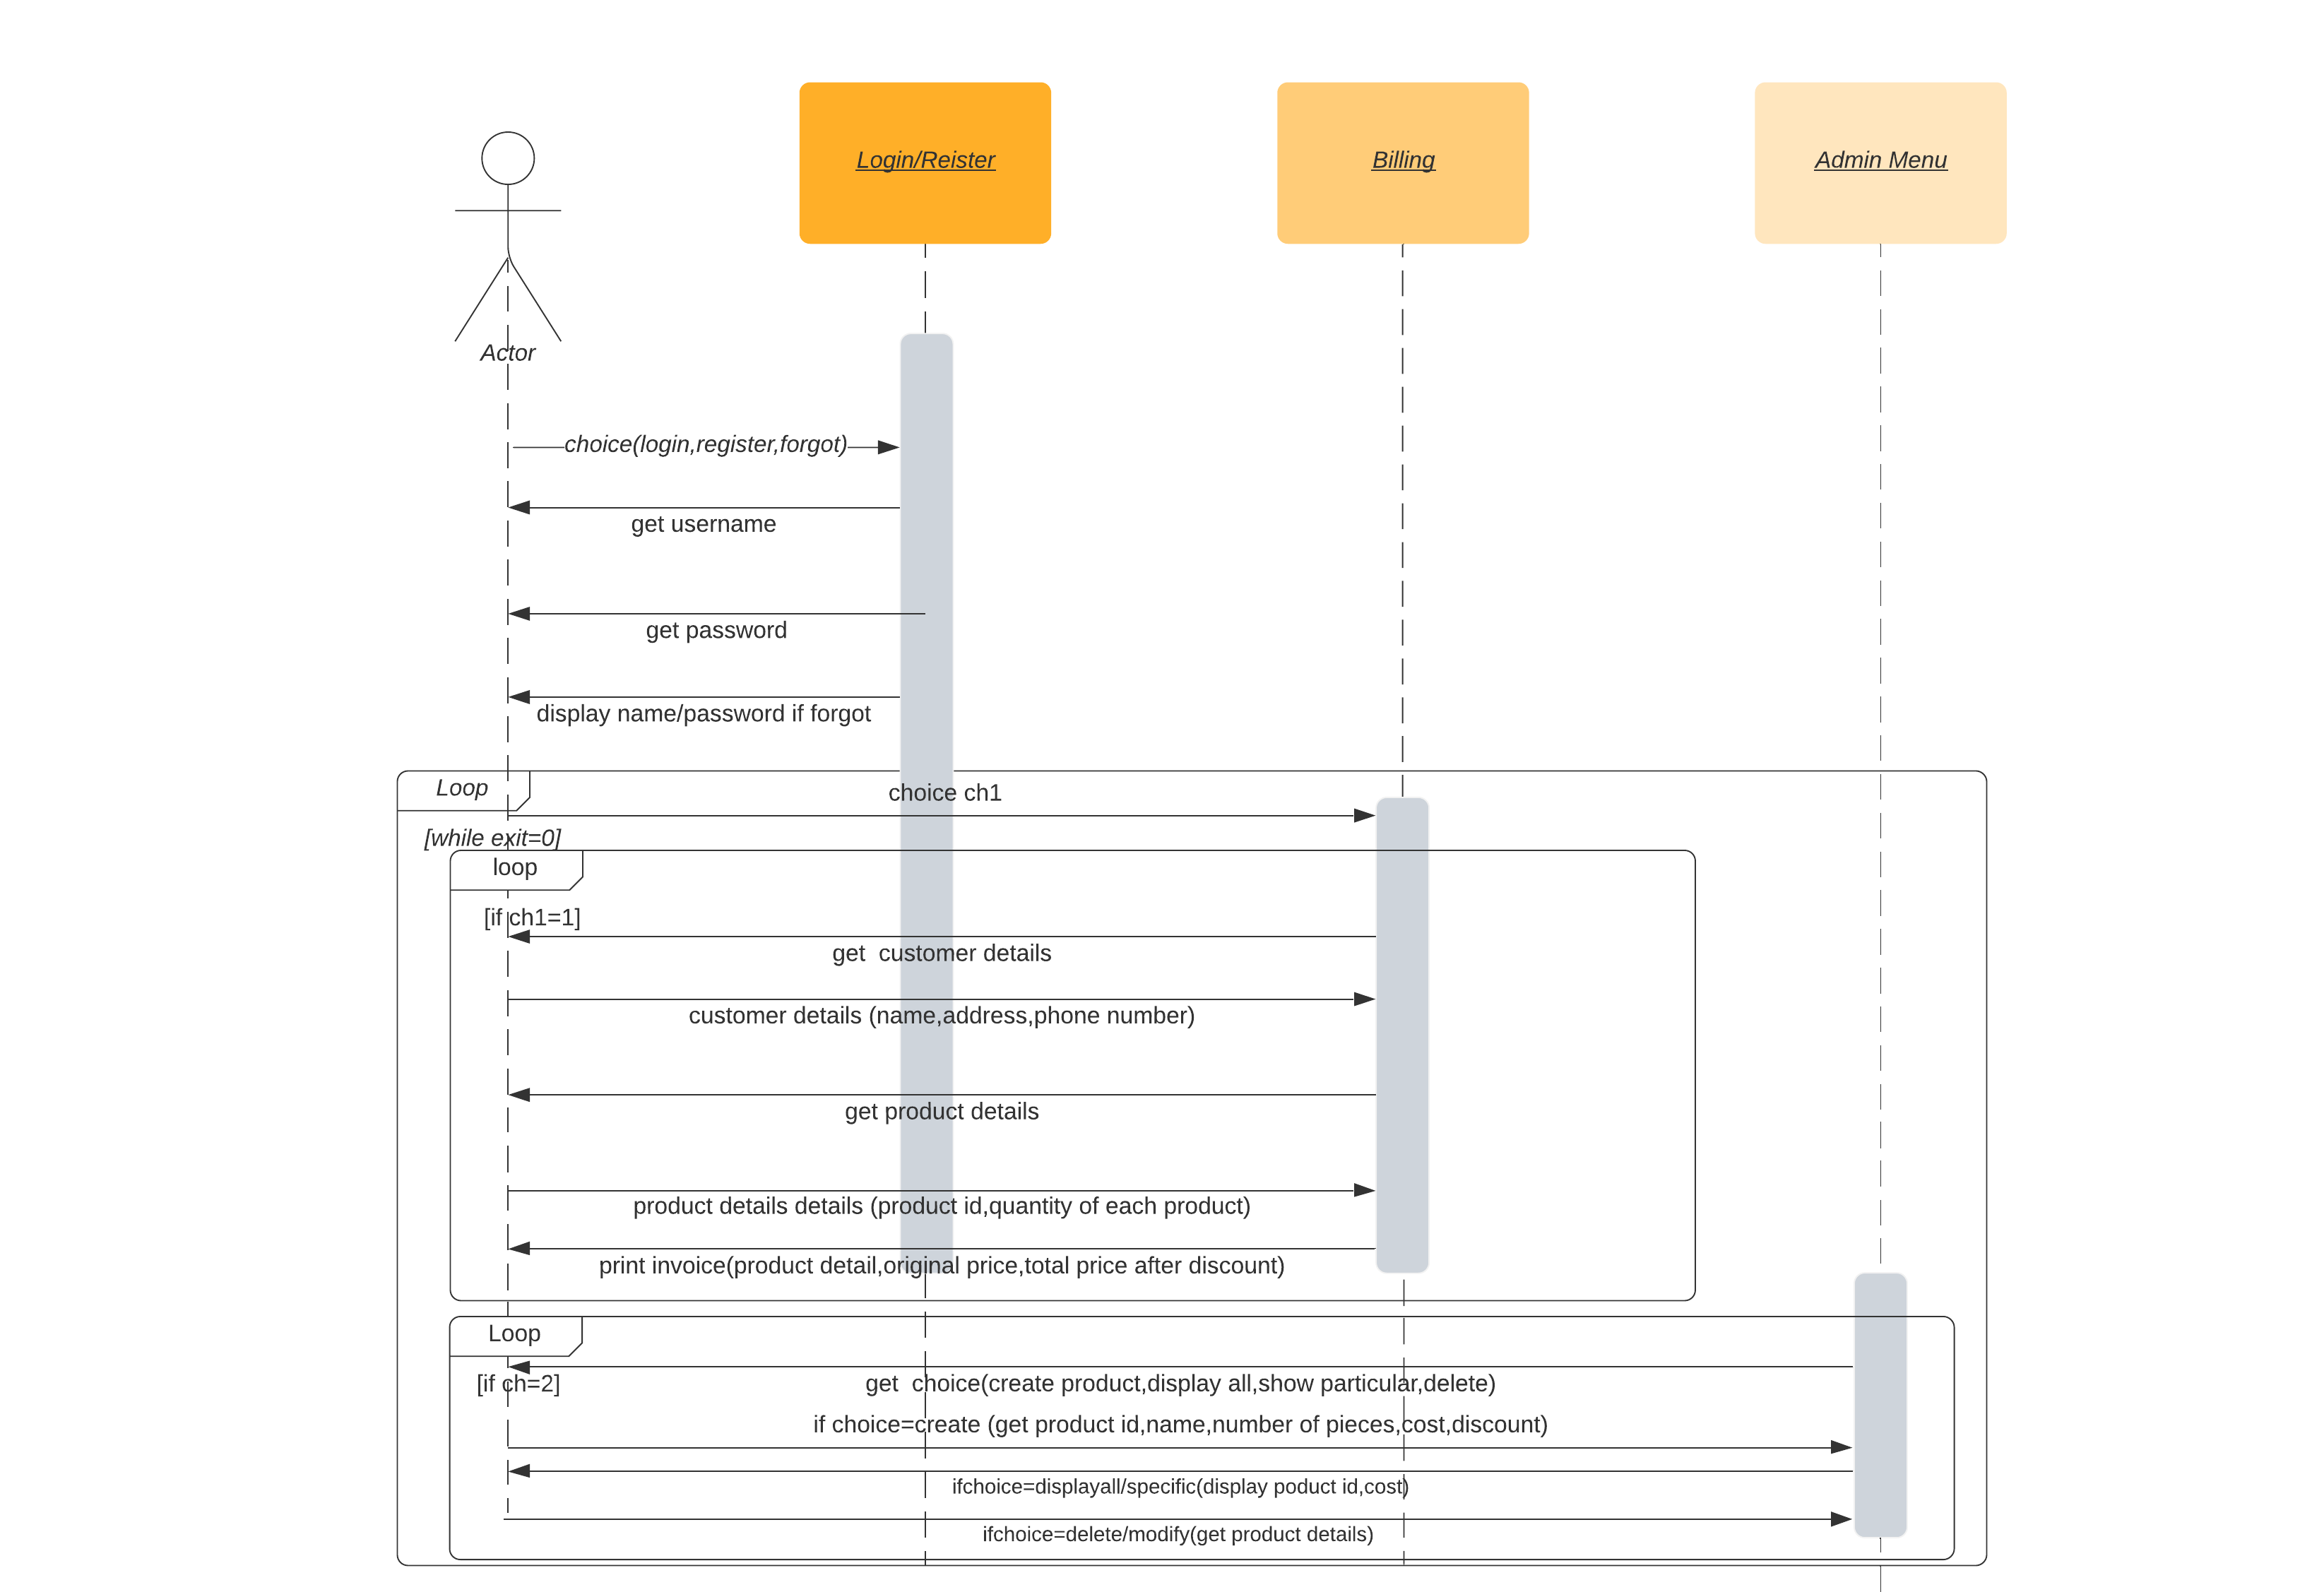 Login/Reister
Billing
Admin Menu
Actor
choice(login,register,forgot)
get username
get password
display name/password if forgot
Loop
choice ch1
[while exit=0]
loop
[if ch1=1]
get  customer details
customer details (name,address,phone number)
get product details
product details details (product id,quantity of each product)
print invoice(product detail,original price,total price after discount)
Loop
[if ch=2]
get  choice(create product,display all,show particular,delete)
if choice=create (get product id,name,number of pieces,cost,discount)
ifchoice=displayall/specific(display poduct id,cost)
ifchoice=delete/modify(get product details)